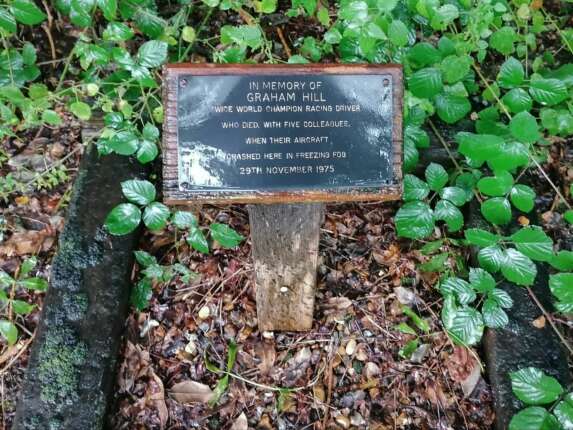 IN MEMORY OF
GRAHAM HILL
TWICE WORLD CHAMPION RACING DRIVER
WHO DIED, WITH FIVE COLLEAGUES,
WHEN THEIR AIRCRAFT
CRASHED HERE IN FREEZING FOG
29TH NOVEMBER 1975